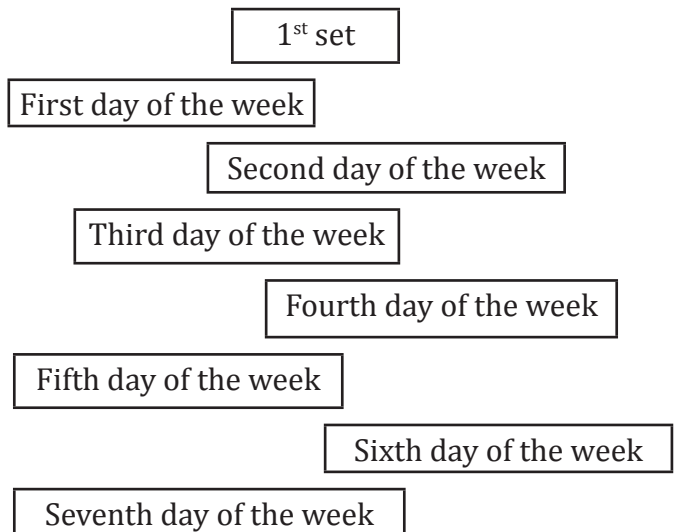 1st set
First day of the week
Second day of the week
Third day of the week
Fourth day of the week
Fifth day of the week
Sixth day of the week
Seventh day of the week